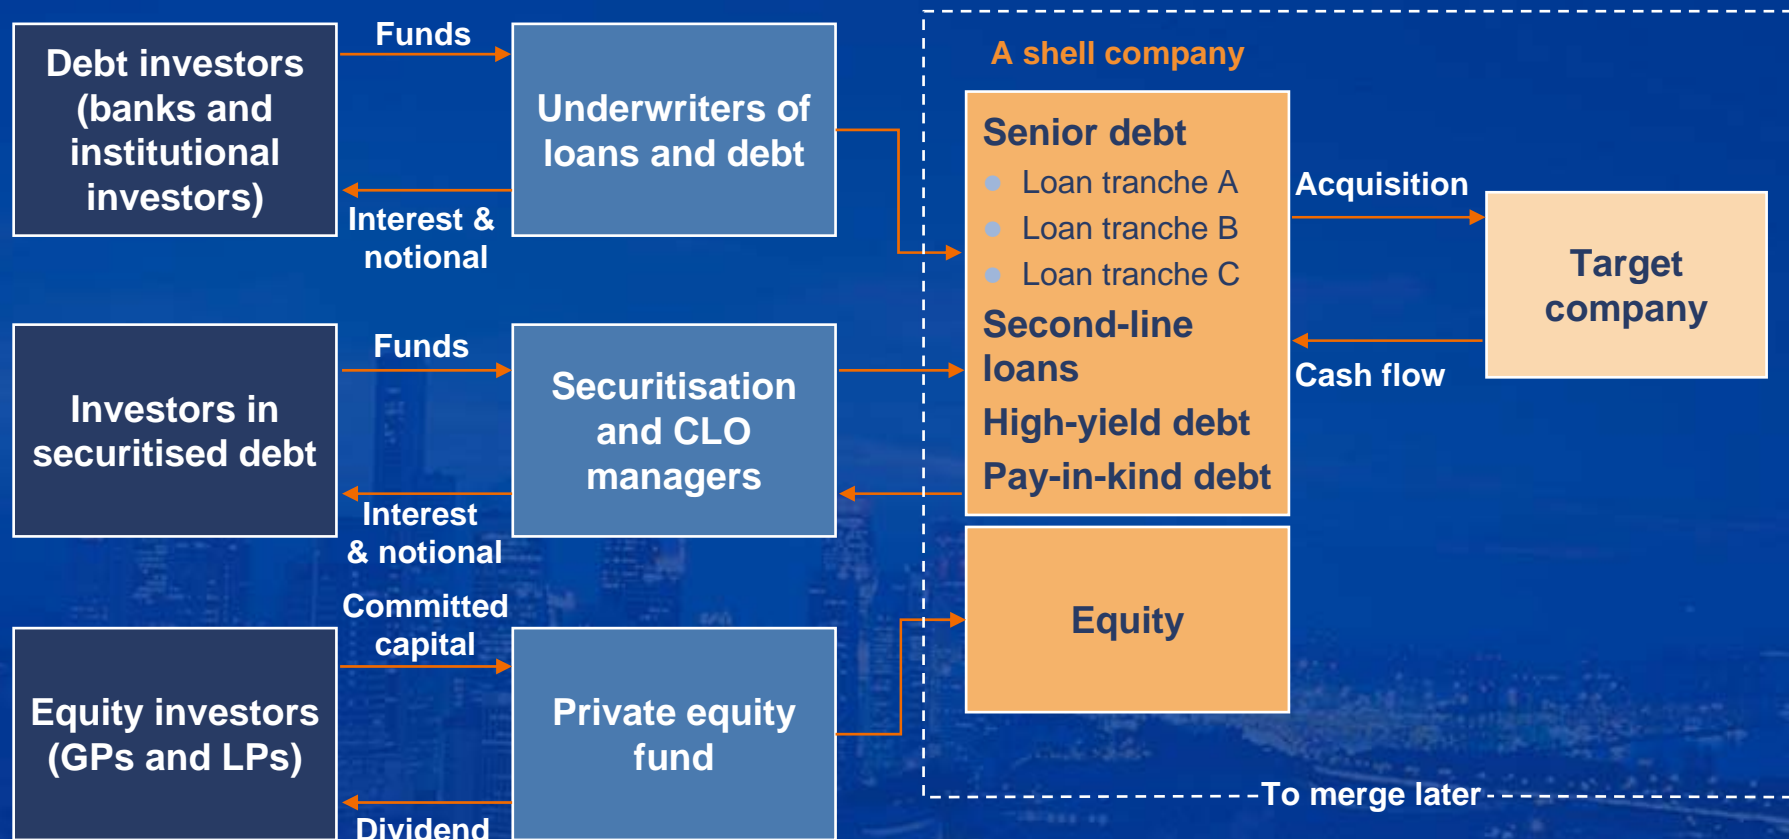 Debt investors
(banks and
institutional
investors)
Funds
Interest &
notional
Underwriters of
loans and debt
Investors in
securitised debt
Funds
Interest
& notional
Securitisation
and CLO
managers
Equity investors
(GPs and LPs)
Committed
capital
Dividend
Private equity
fund
A shell company
Senior debt
Loan tranche A
Loan tranche B
Loan tranche C
Second-line
loans
High-yield debt
Pay-in-kind debt
Equity
Acquisition
Cash flow
Target
company
To merge later